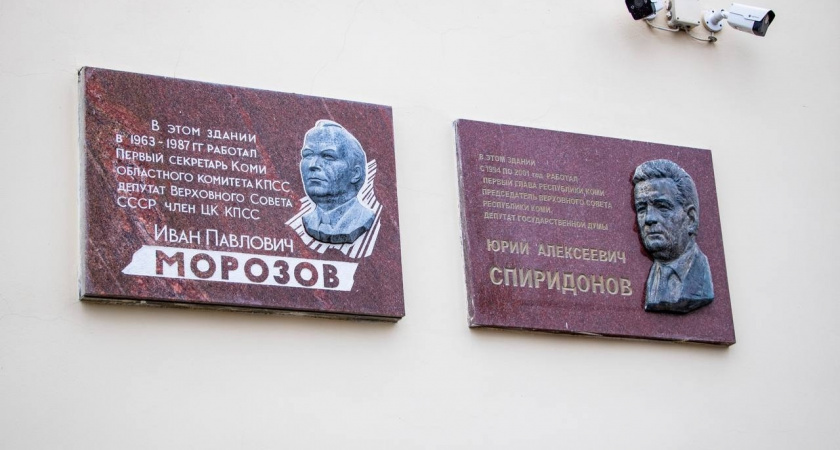 В ЭТОМ ЗДАНИИ
В 1963-1987 ГГ РАБОТАЛ
ПЕРВЫЙ СЕКРЕТАРЬ КОМИ
ОБЛАСТНОГО КОМИТЕТА КПСС
ДЕПУТАТ ВЕРХОВНОГО СОВЕТА
СССР ЧЛЕН ЦК КПСС
ИВАН ПАВЛОВИЧ
МОРОЗОВ
В ЭТОМ ЗДАНИИ
С 1994 ПО 2001 год РАБОТАЛ
ПЕРВЫЙ ГЛАВА РЕСПУБЛИКИ КОМИ
ПРЕДСЕДАТЕЛЬ ВЕРХОВНОГО СОВЕТА
РЕСПУБЛИКИ КОМИ,
ДЕПУТАТ ГОСУДАРСТВЕННОЙ ДУМЫ
ЮРИЙ АЛЕКСЕЕВИЧ
СПИРИДОНОВ